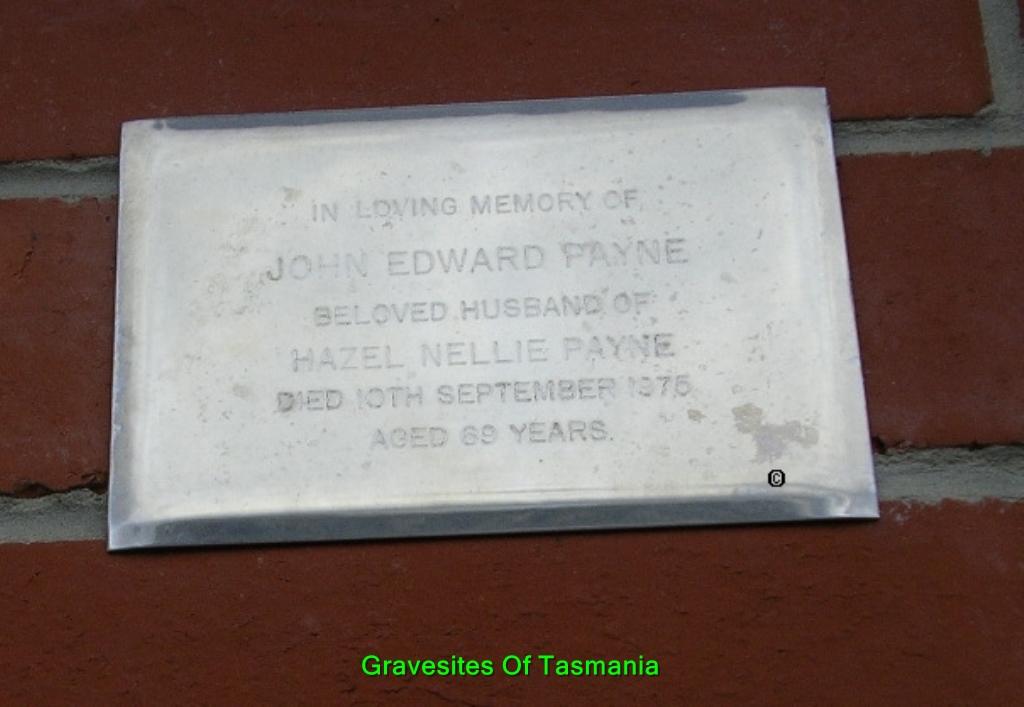 IN LOVING MEMORY OF
JOHN EDWARD PAYNE
BELOVED HUSBAND OF
HAZEL NELLIE PAYNE
DIED 10TH SEPTEMBER 1975
AGED 69 YEARS.
©
Gravesites Of Tasmania